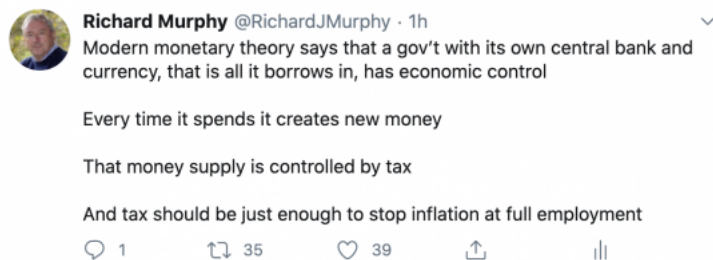 Richard Murphy @RichardJMurphy · 1h
Modern monetary theory says that a gov't with its own central bank and
currency, that is all it borrows in, has economic control
Every time it spends it creates new money
That money supply is controlled by tax
And tax should be just enough to stop inflation at full employment
1 35 39